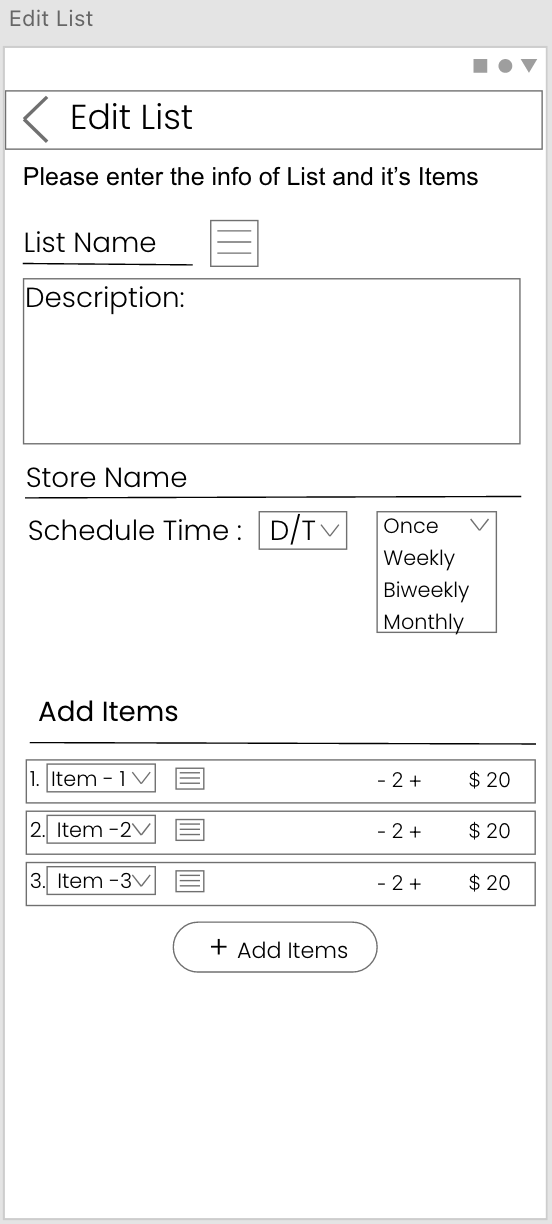 Edit List
Edit List
Please enter the info of List and it’s Items
List Name
Description:
Store Name
Schedule Time : D/T
Once
Weekly
Biweekly
Monthly
Add Items
1. Item - 1 - 2 + $ 20
2. Item -2 - 2 + $ 20
3. Item -3 - 2 + $ 20
+ Add Items